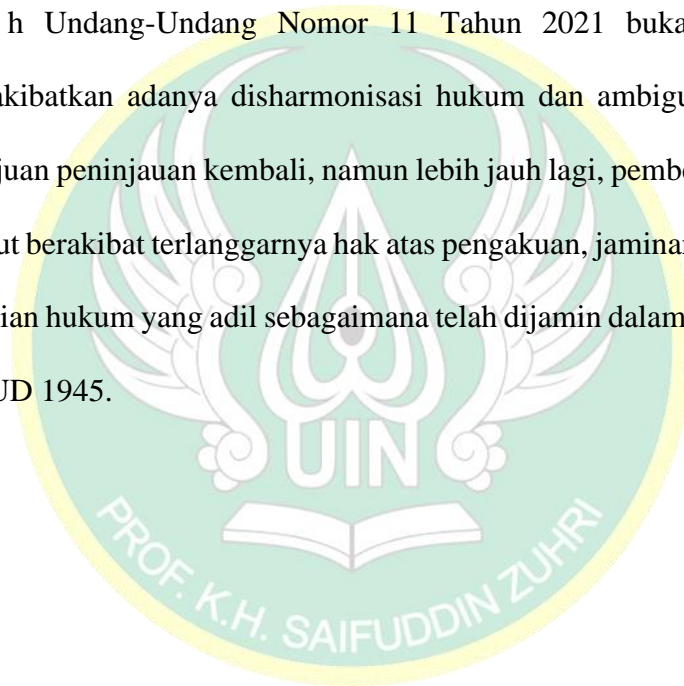 h Undang-Undang Nomor 11 Tahun 2021 buka
akibatkan adanya disharmonisasi hukum dan ambigu
juan peninjauan kembali, namun lebih jauh lagi, pembe
ut berakibat terlanggarnya hak atas pengakuan, jaminan
ian hukum yang adil sebagaimana telah dijamin dalam
UD 1945.
UIN
PROF. K.H. SAIFUDDIN ZUHRI